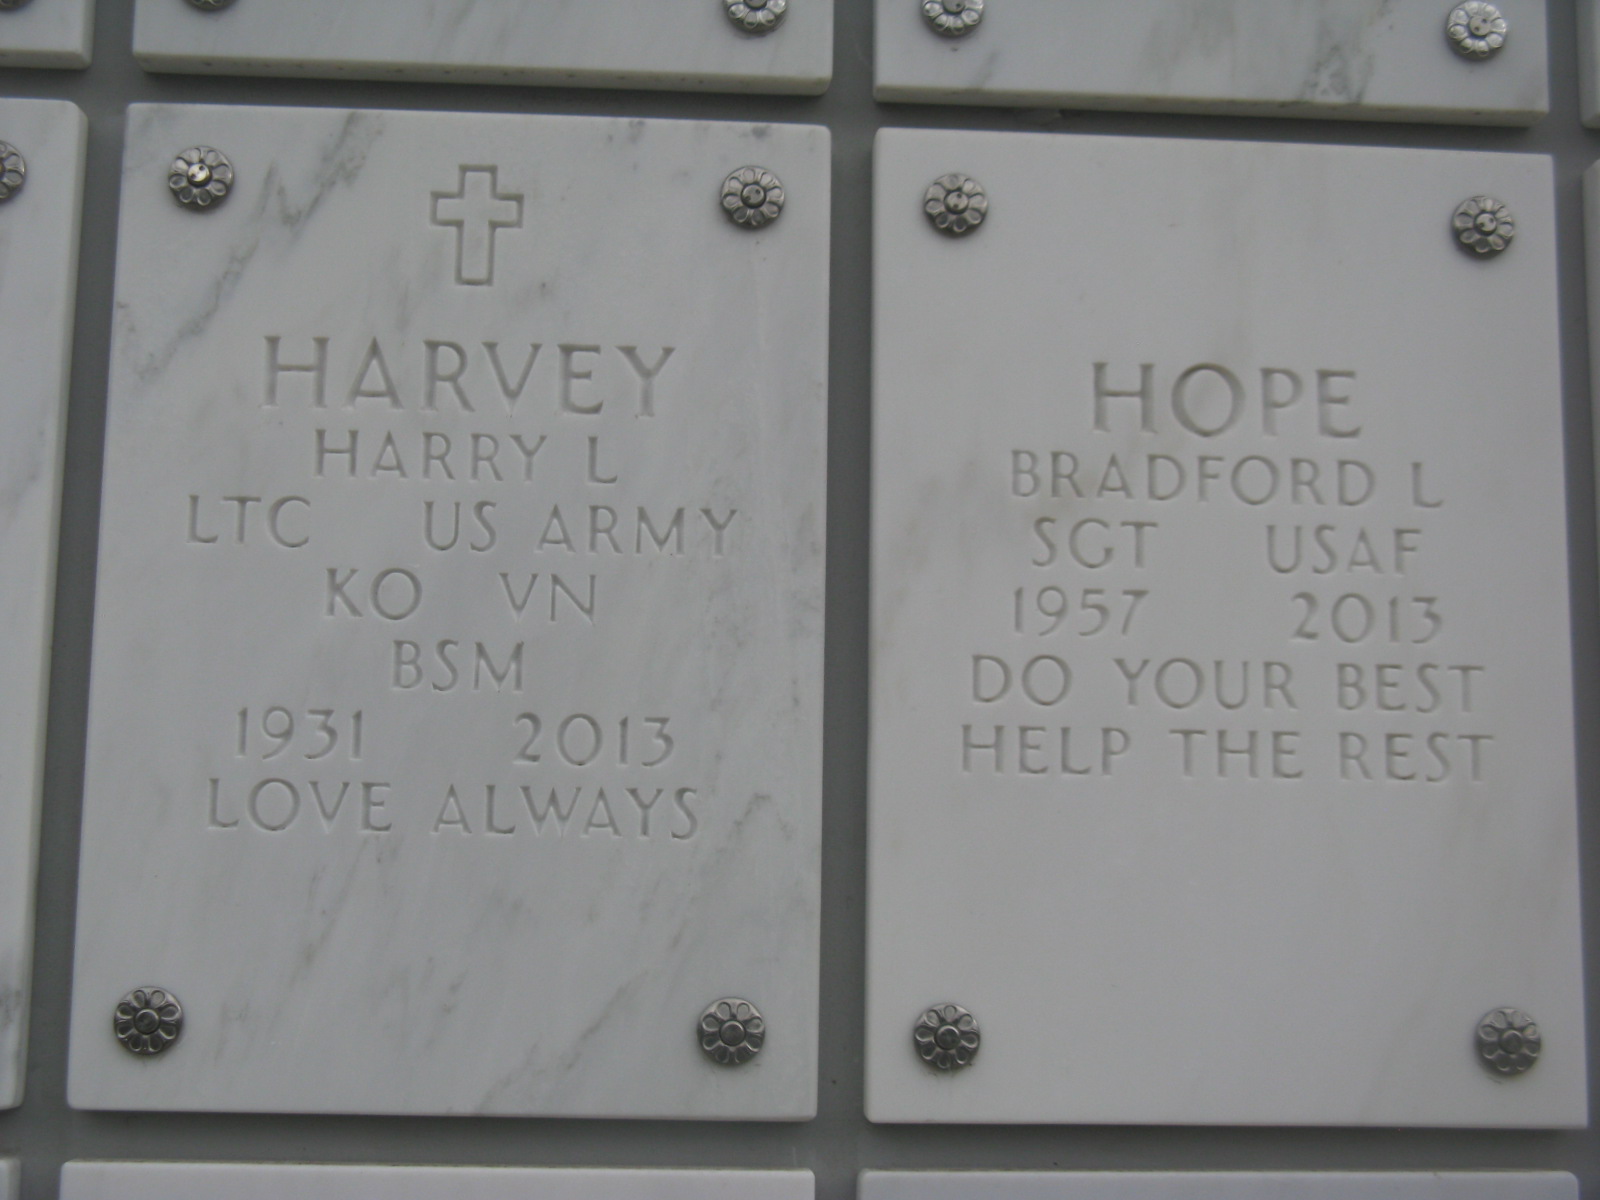 HARVEY
HARRY L
LTC US ARMY
KO VN
BSM
1931 2013
LOVE ALWAYS
HOPE
BRADFORD L
SGT USAF
1957 2013
DO YOUR BEST
HELP THE REST